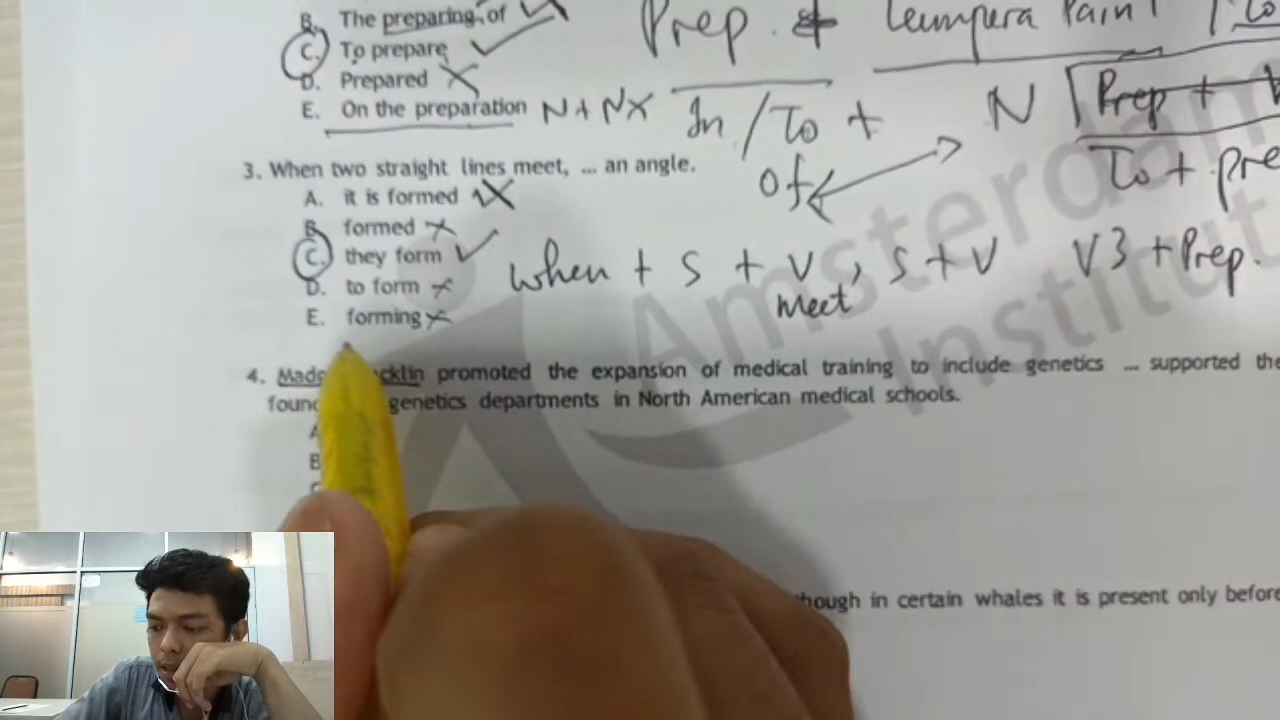 B. The preparing of
Prep. Tempera Paint
C. To prepare
D. Prepared
E. On the preparation N + N
In / To + N
Prep +
To + pre
3. When two straight lines meet, ... an angle.
Of
A. it is formed
B. formed
C. they form
When + S + V, S + V V3 + Prep.
meet
D. to form
E. forming
4. promoted the expansion of medical training to include genetics ... supported the
genetics departments in North American medical schools.
A
B
though in certain whales it is present only before
Amsterdam
Institut